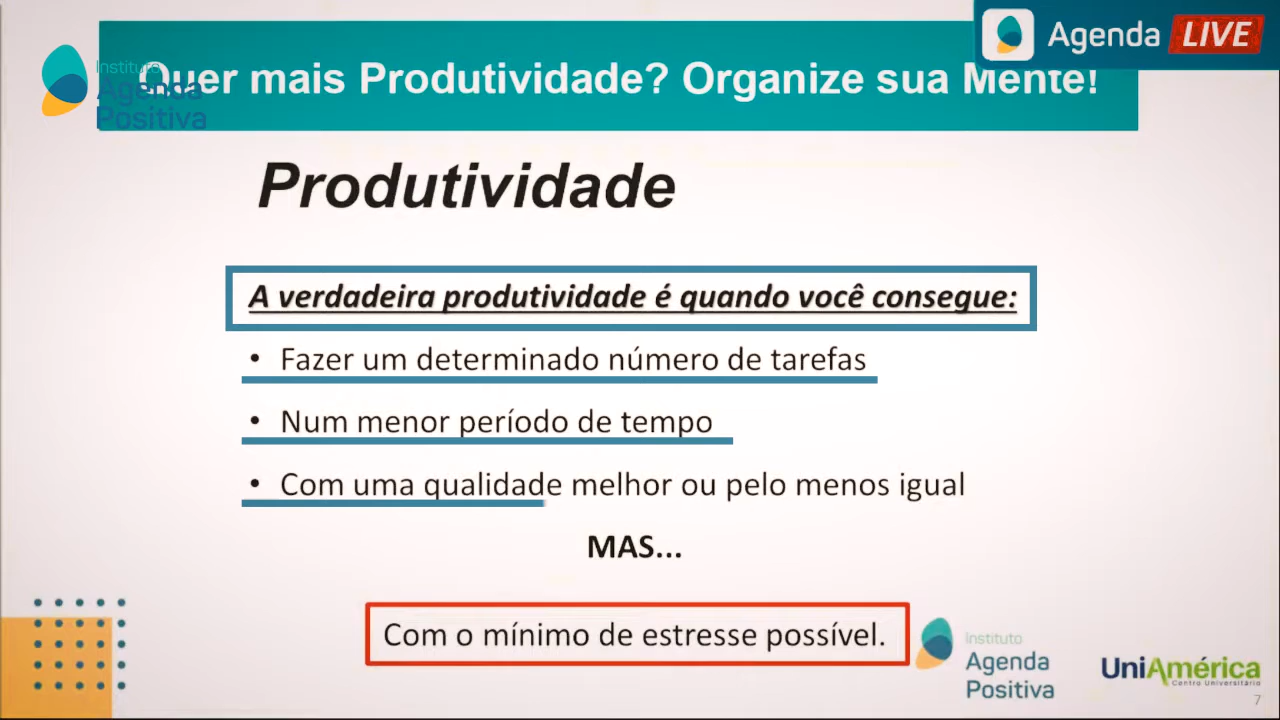 Agenda LIVE
Quer mais Produtividade? Organize sua Mente!
Instituto
Agenda
Positiva
Produtividade
A verdadeira produtividade é quando você consegue:
• Fazer um determinado número de tarefas
• Num menor período de tempo
• Com uma qualidade melhor ou pelo menos igual
MAS...
Com o mínimo de estresse possível.
Instituto
Agenda
Positiva
UniAmérica
Centro Universitário
7